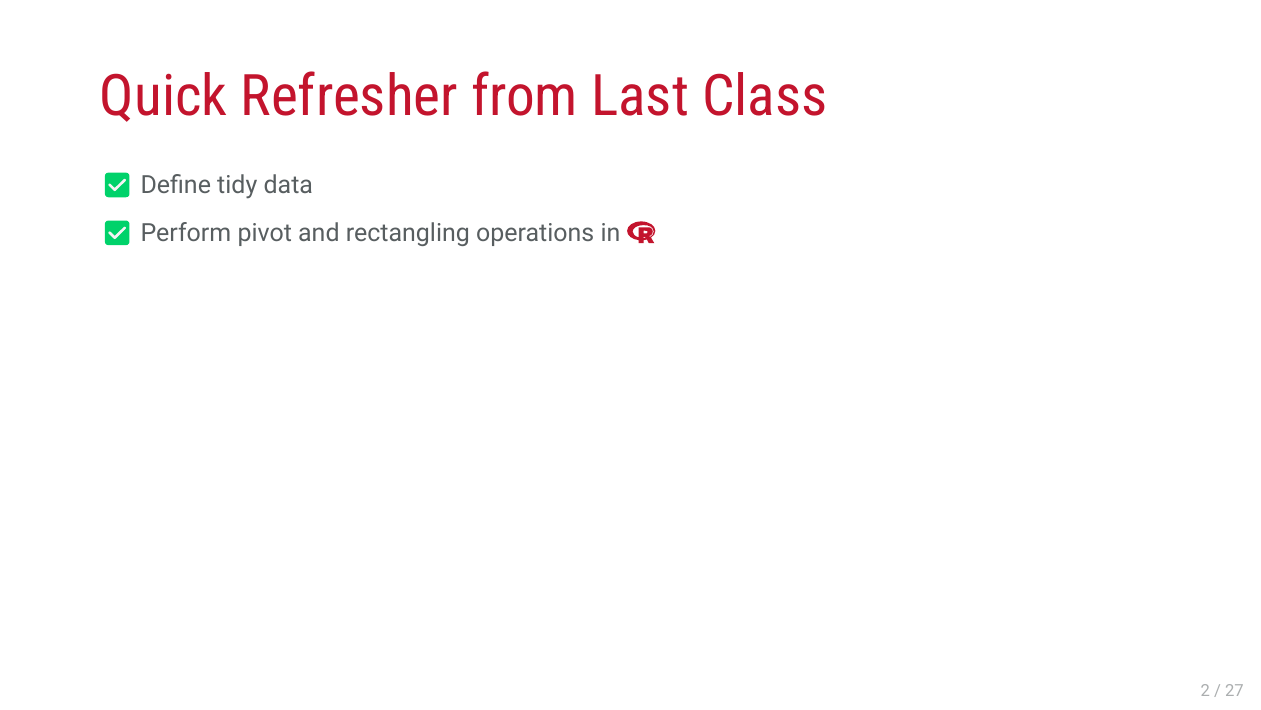 Quick Refresher from Last Class
Define tidy data
Perform pivot and rectangling operations in R
2 / 27